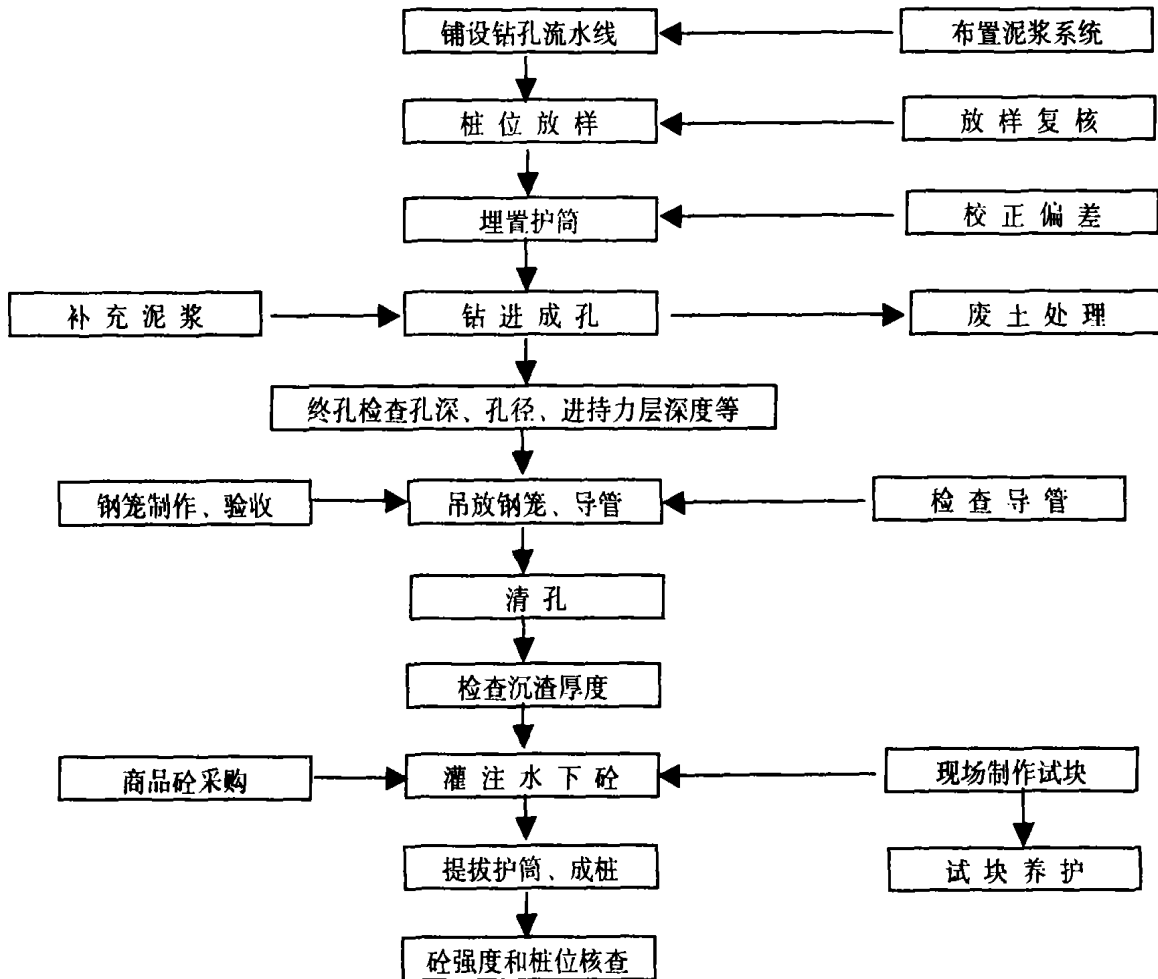 铺设钻孔流水线
布置泥浆系统
桩位放样
放样复核
埋置护筒
校正偏差
补充泥浆
钻进成孔
废土处理
终孔检查孔深、孔径、进持力层深度等
钢笼制作、验收
吊放钢笼、导管
检查导管
清孔
检查沉渣厚度
商品砼采购
灌注水下砼
现场制作试块
提拔护筒、成桩
试块养护
砼强度和桩位核查